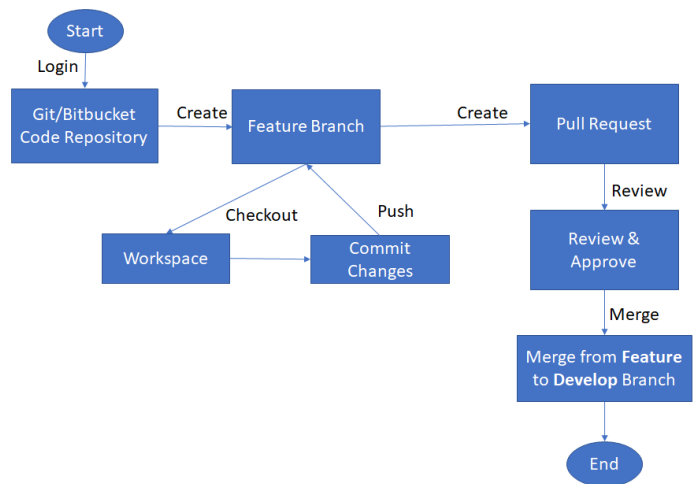 Start
Login
Git/Bitbucket
Code Repository
Create
Feature Branch
Create
Pull Request
Checkout
Push
Workspace
Commit
Changes
Review
Review &
Approve
Merge
Merge from Feature
to Develop Branch
End